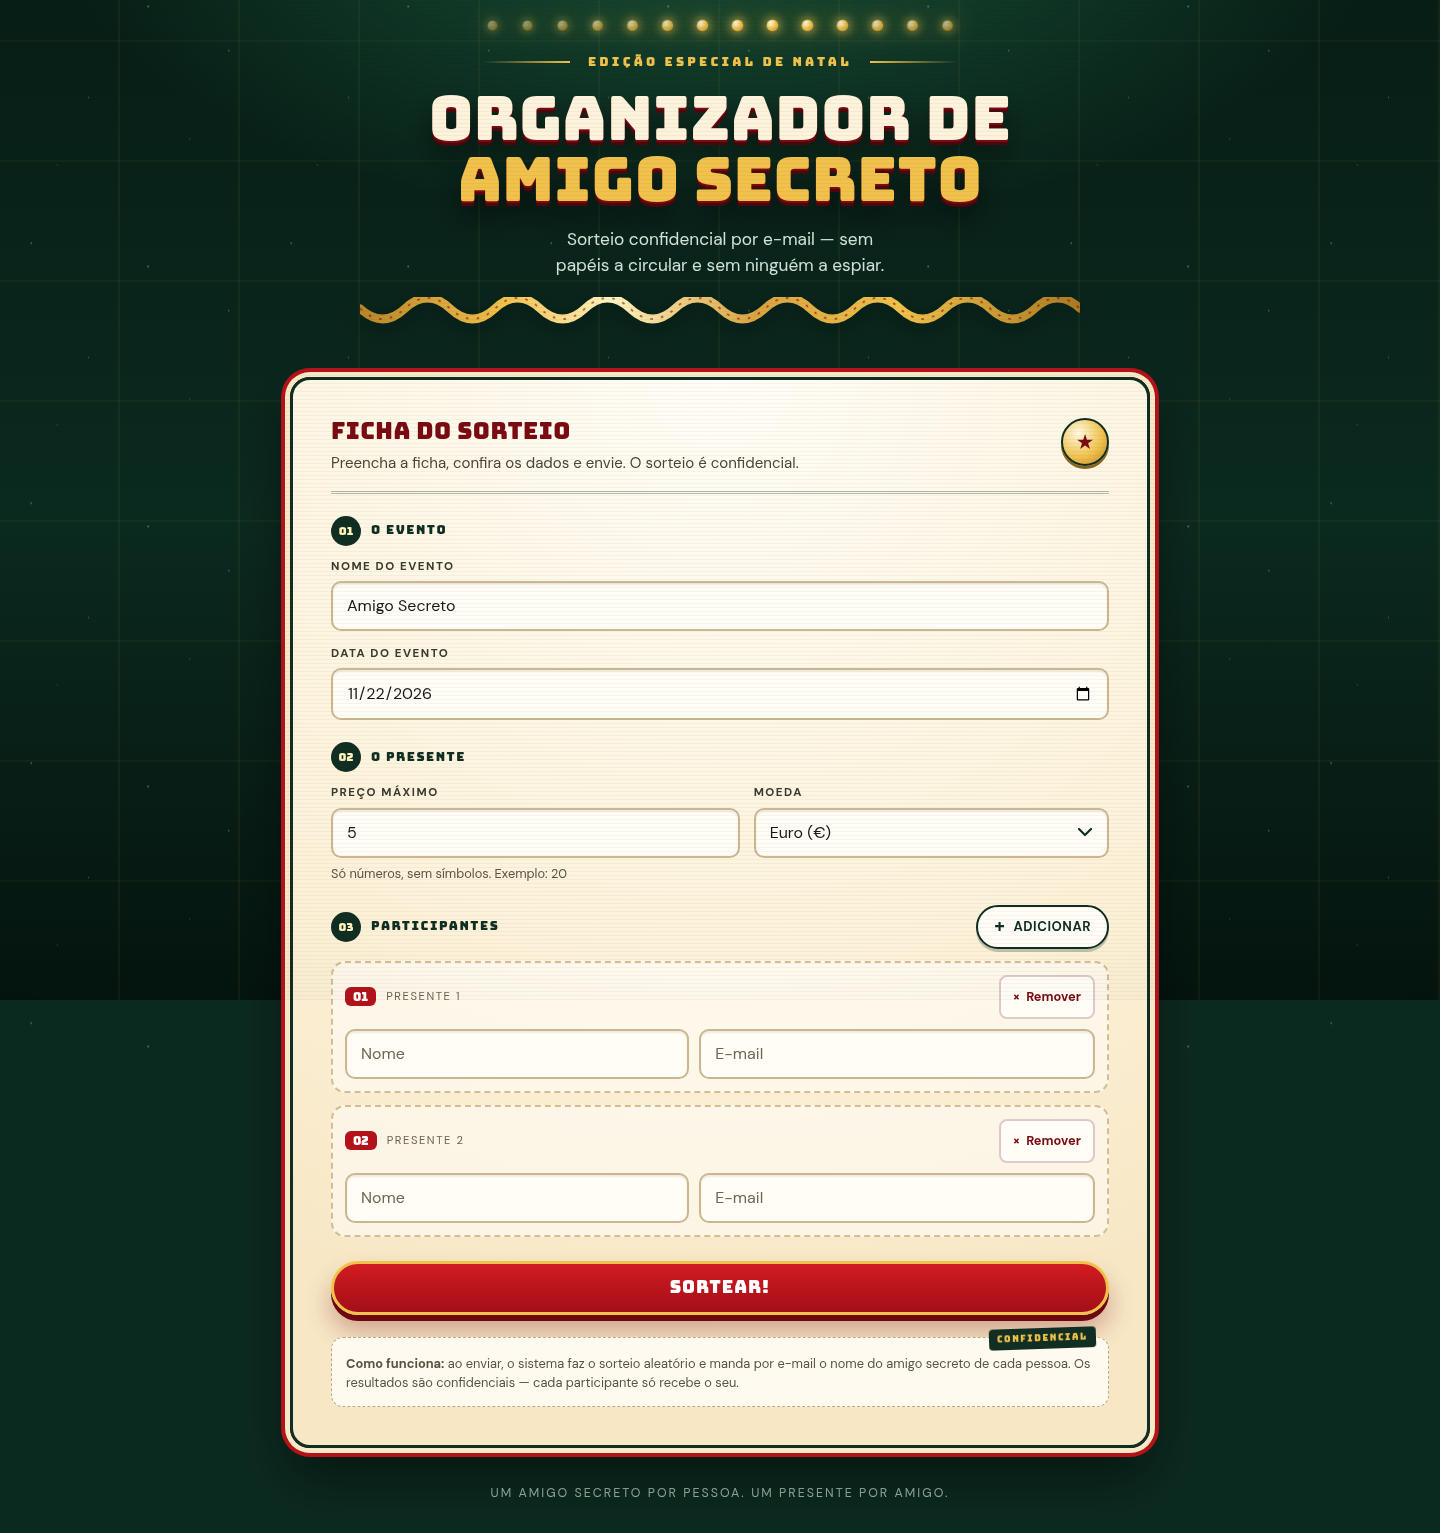 EDIÇÃO ESPECIAL DE NATAL
ORGANIZADOR DE
AMIGO SECRETO
Sorteio confidencial por e-mail — sem
papéis a circular e sem ninguém a espiar.
FICHA DO SORTEIO
Preencha a ficha, confira os dados e envie. O sorteio é confidencial.
01 O EVENTO
NOME DO EVENTO
Amigo Secreto
DATA DO EVENTO
11/22/2026
02 O PRESENTE
PREÇO MÁXIMO MOEDA
5 Euro (€)
Só números, sem símbolos. Exemplo: 20
03 PARTICIPANTES + ADICIONAR
01 PRESENTE 1 × Remover
Nome E-mail
02 PRESENTE 2 × Remover
Nome E-mail
SORTEAR!
CONFIDENCIAL
Como funciona: ao enviar, o sistema faz o sorteio aleatório e manda por e-mail o nome do amigo secreto de cada pessoa. Os
resultados são confidenciais — cada participante só recebe o seu.
UM AMIGO SECRETO POR PESSOA. UM PRESENTE POR AMIGO.